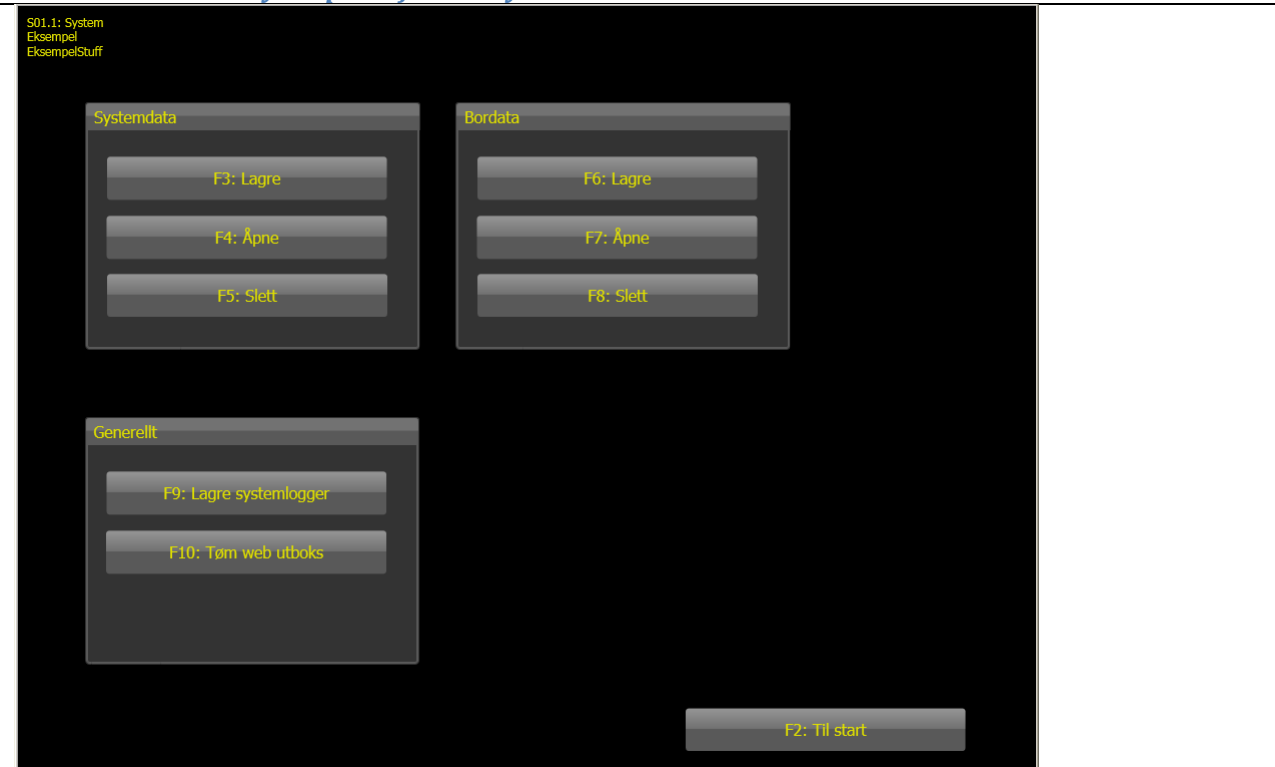 S01.1: System
Eksempel
EksempelStuff
Systemdata
F3: Lagre
F4: Åpne
F5: Slett
Bordata
F6: Lagre
F7: Åpne
F8: Slett
Generellt
F9: Lagre systemlogger
F10: Tøm web utboks
F2: Til start